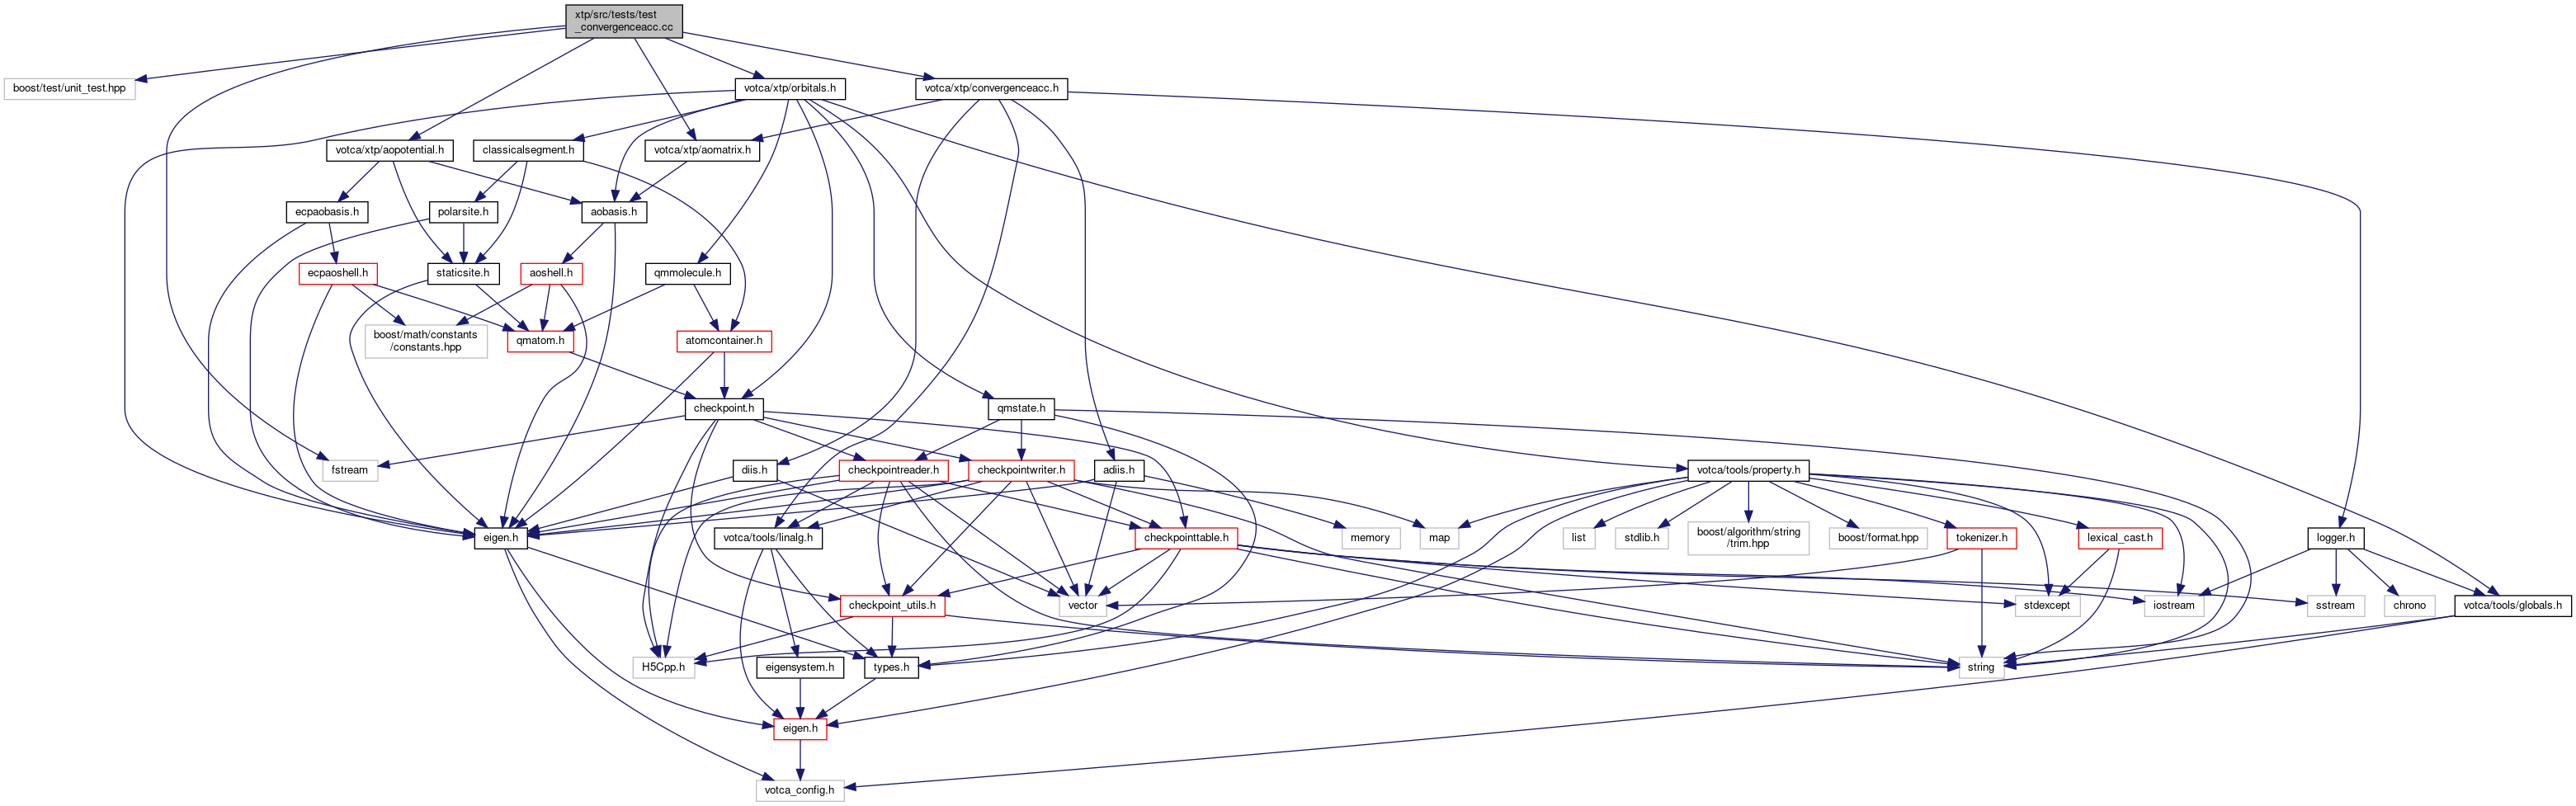 xtp/src/tests/test
_convergenceacc.cc
boost/test/unit_test.hpp
votca/xtp/orbitals.h
votca/xtp/convergenceacc.h
votca/xtp/aopotential.h
classicalsegment.h
votca/xtp/aomatrix.h
ecpaobasis.h
polarsite.h
aobasis.h
ecpaoshell.h
staticsite.h
aoshell.h
qmmolecule.h
boost/math/constants
/constants.hpp
qmatom.h
atomcontainer.h
checkpoint.h
qmstate.h
fstream
diis.h
checkpointreader.h
checkpointwriter.h
adiis.h
votca/tools/property.h
eigen.h
votca/tools/linalg.h
checkpointtable.h
memory
map
list
stdlib.h
boost/algorithm/string
/trim.hpp
boost/format.hpp
tokenizer.h
lexical_cast.h
logger.h
checkpoint_utils.h
vector
stdexcept
iostream
sstream
chrono
votca/tools/globals.h
H5Cpp.h
eigensystem.h
types.h
string
eigen.h
votca_config.h